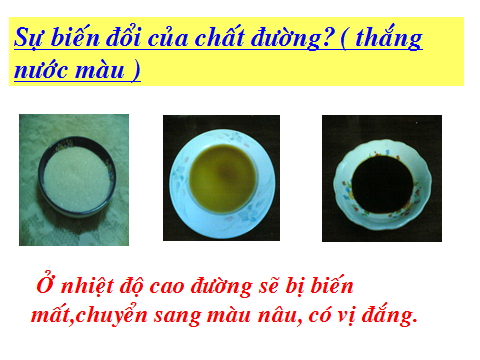 Sự biến đổi của chất đường? ( thắng
nước màu )
Ở nhiệt độ cao đường sẽ bị biến
mất,chuyển sang màu nâu, có vị đắng.